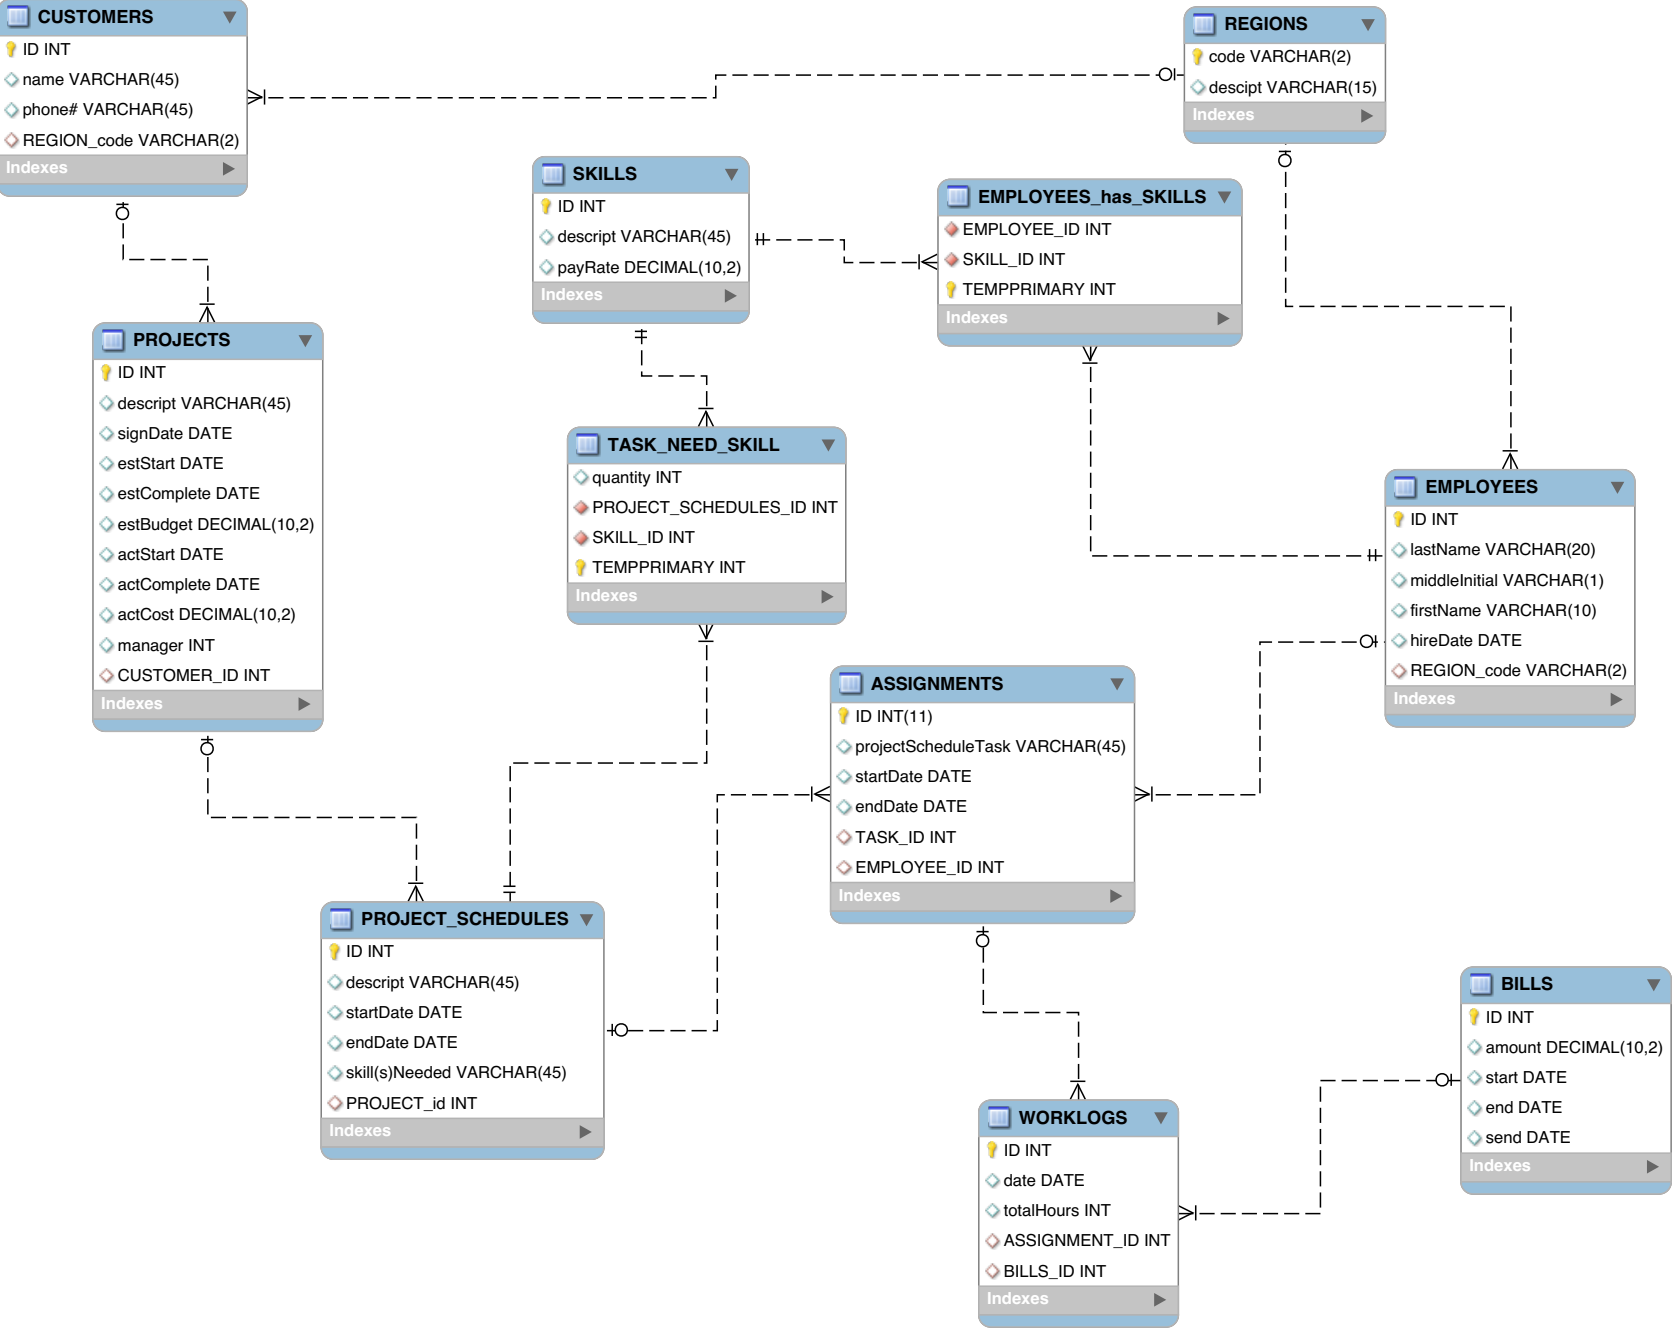 CUSTOMERS
ID INT
name VARCHAR(45)
phone# VARCHAR(45)
REGION_code VARCHAR(2)
Indexes
REGIONS
code VARCHAR(2)
descipt VARCHAR(15)
Indexes
SKILLS
ID INT
descript VARCHAR(45)
payRate DECIMAL(10,2)
Indexes
EMPLOYEES_has_SKILLS
EMPLOYEE_ID INT
SKILL_ID INT
TEMPPRIMARY INT
Indexes
PROJECTS
ID INT
descript VARCHAR(45)
signDate DATE
estStart DATE
estComplete DATE
estBudget DECIMAL(10,2)
actStart DATE
actComplete DATE
actCost DECIMAL(10,2)
manager INT
CUSTOMER_ID INT
Indexes
TASK_NEED_SKILL
quantity INT
PROJECT_SCHEDULES_ID INT
SKILL_ID INT
TEMPPRIMARY INT
Indexes
EMPLOYEES
ID INT
lastName VARCHAR(20)
middleInitial VARCHAR(1)
firstName VARCHAR(10)
hireDate DATE
REGION_code VARCHAR(2)
Indexes
ASSIGNMENTS
ID INT(11)
projectScheduleTask VARCHAR(45)
startDate DATE
endDate DATE
TASK_ID INT
EMPLOYEE_ID INT
Indexes
PROJECT_SCHEDULES
ID INT
descript VARCHAR(45)
startDate DATE
endDate DATE
skill(s)Needed VARCHAR(45)
PROJECT_id INT
Indexes
BILLS
ID INT
amount DECIMAL(10,2)
start DATE
end DATE
send DATE
Indexes
WORKLOGS
ID INT
date DATE
totalHours INT
ASSIGNMENT_ID INT
BILLS_ID INT
Indexes